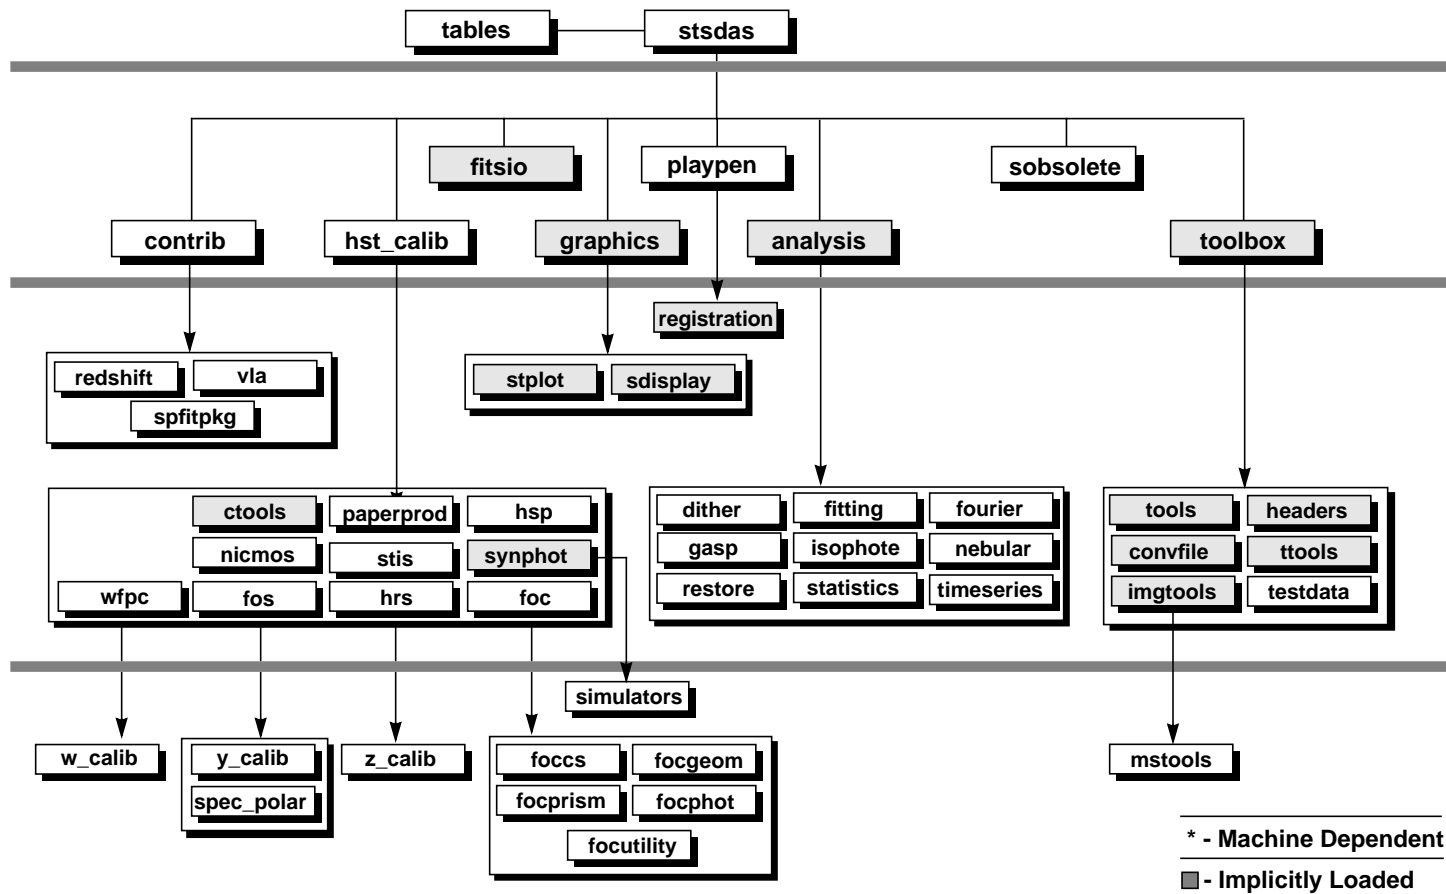 tables
stsdas
fitsio
playpen
sobsolete
contrib
hst_calib
graphics
analysis
toolbox
registration
redshift
vla
spfitpkg
stplot
sdisplay
ctools
paperprod
hsp
nicmos
stis
synphot
wfpc
fos
hrs
foc
dither
fitting
fourier
gasp
isophote
nebular
restore
statistics
timeseries
tools
headers
convfile
ttools
imgtools
testdata
simulators
w_calib
y_calib
spec_polar
z_calib
foccs
focgeom
focprism
focphot
focutility
mstools
* - Machine Dependent
- Implicitly Loaded